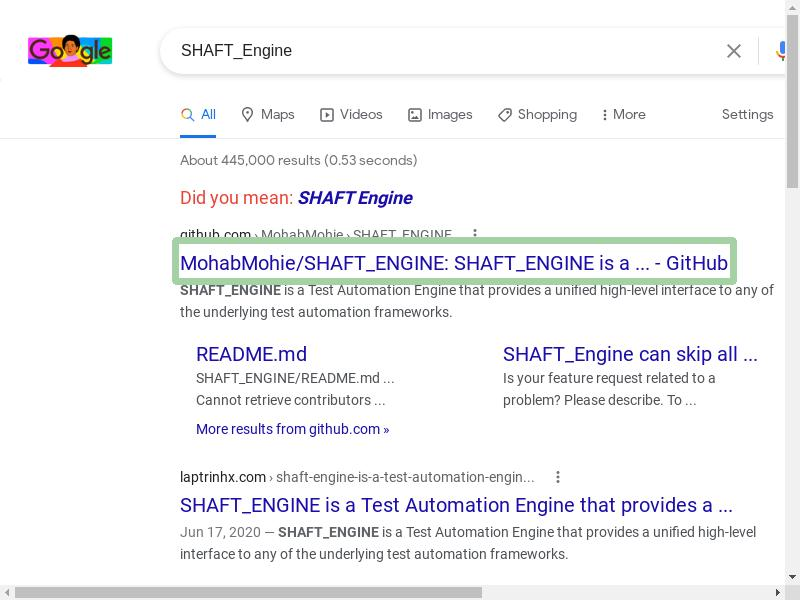 Google
SHAFT_Engine
All Maps Videos Images Shopping More Settings
About 445,000 results (0.53 seconds)
Did you mean: SHAFT Engine
github.com › MohabMohie › SHAFT_ENGINE
MohabMohie/SHAFT_ENGINE: SHAFT_ENGINE is a ... - GitHub
SHAFT_ENGINE is a Test Automation Engine that provides a unified high-level interface to any of
the underlying test automation frameworks.
README.md
SHAFT_ENGINE/README.md ...
Cannot retrieve contributors ...
SHAFT_Engine can skip all ...
Is your feature request related to a
problem? Please describe. To ...
More results from github.com »
laptrinhx.com › shaft-engine-is-a-test-automation-engin...
SHAFT_ENGINE is a Test Automation Engine that provides a ...
Jun 17, 2020 — SHAFT_ENGINE is a Test Automation Engine that provides a unified high-level
interface to any of the underlying test automation frameworks.